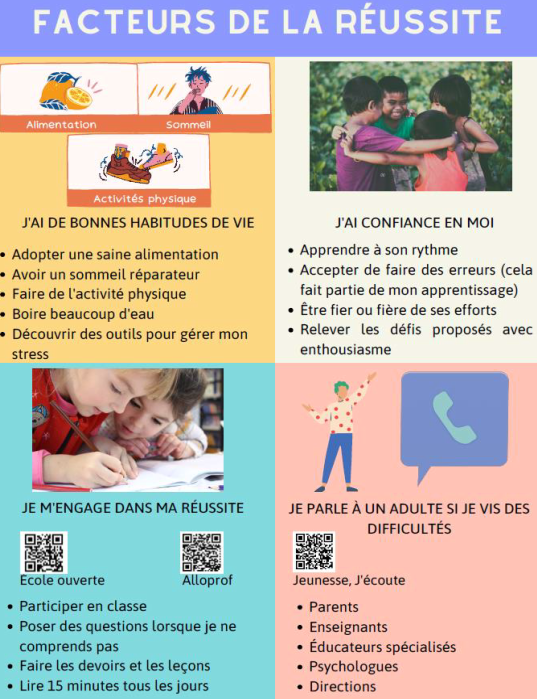 FACTEURS DE LA RÉUSSITE
Alimentation
Sommeil
Activités physique
J'AI DE BONNES HABITUDES DE VIE
• Adopter une saine alimentation
• Avoir un sommeil réparateur
• Faire de l'activité physique
• Boire beaucoup d'eau
• Découvrir des outils pour gérer mon
stress
J'AI CONFIANCE EN MOI
• Apprendre à son rythme
• Accepter de faire des erreurs (cela
fait partie de mon apprentissage)
• Être fier ou fière de ses efforts
• Relever les défis proposés avec
enthousiasme
JE M'ENGAGE DANS MA RÉUSSITE
Ecole ouverte
Alloprof
• Participer en classe
• Poser des questions lorsque je ne
comprends pas
• Faire les devoirs et les leçons
• Lire 15 minutes tous les jours
JE PARLE À UN ADULTE SI JE VIS DES
DIFFICULTÉS
Jeunesse, J'écoute
• Parents
• Enseignants
• Éducateurs spécialisés
• Psychologues
• Directions